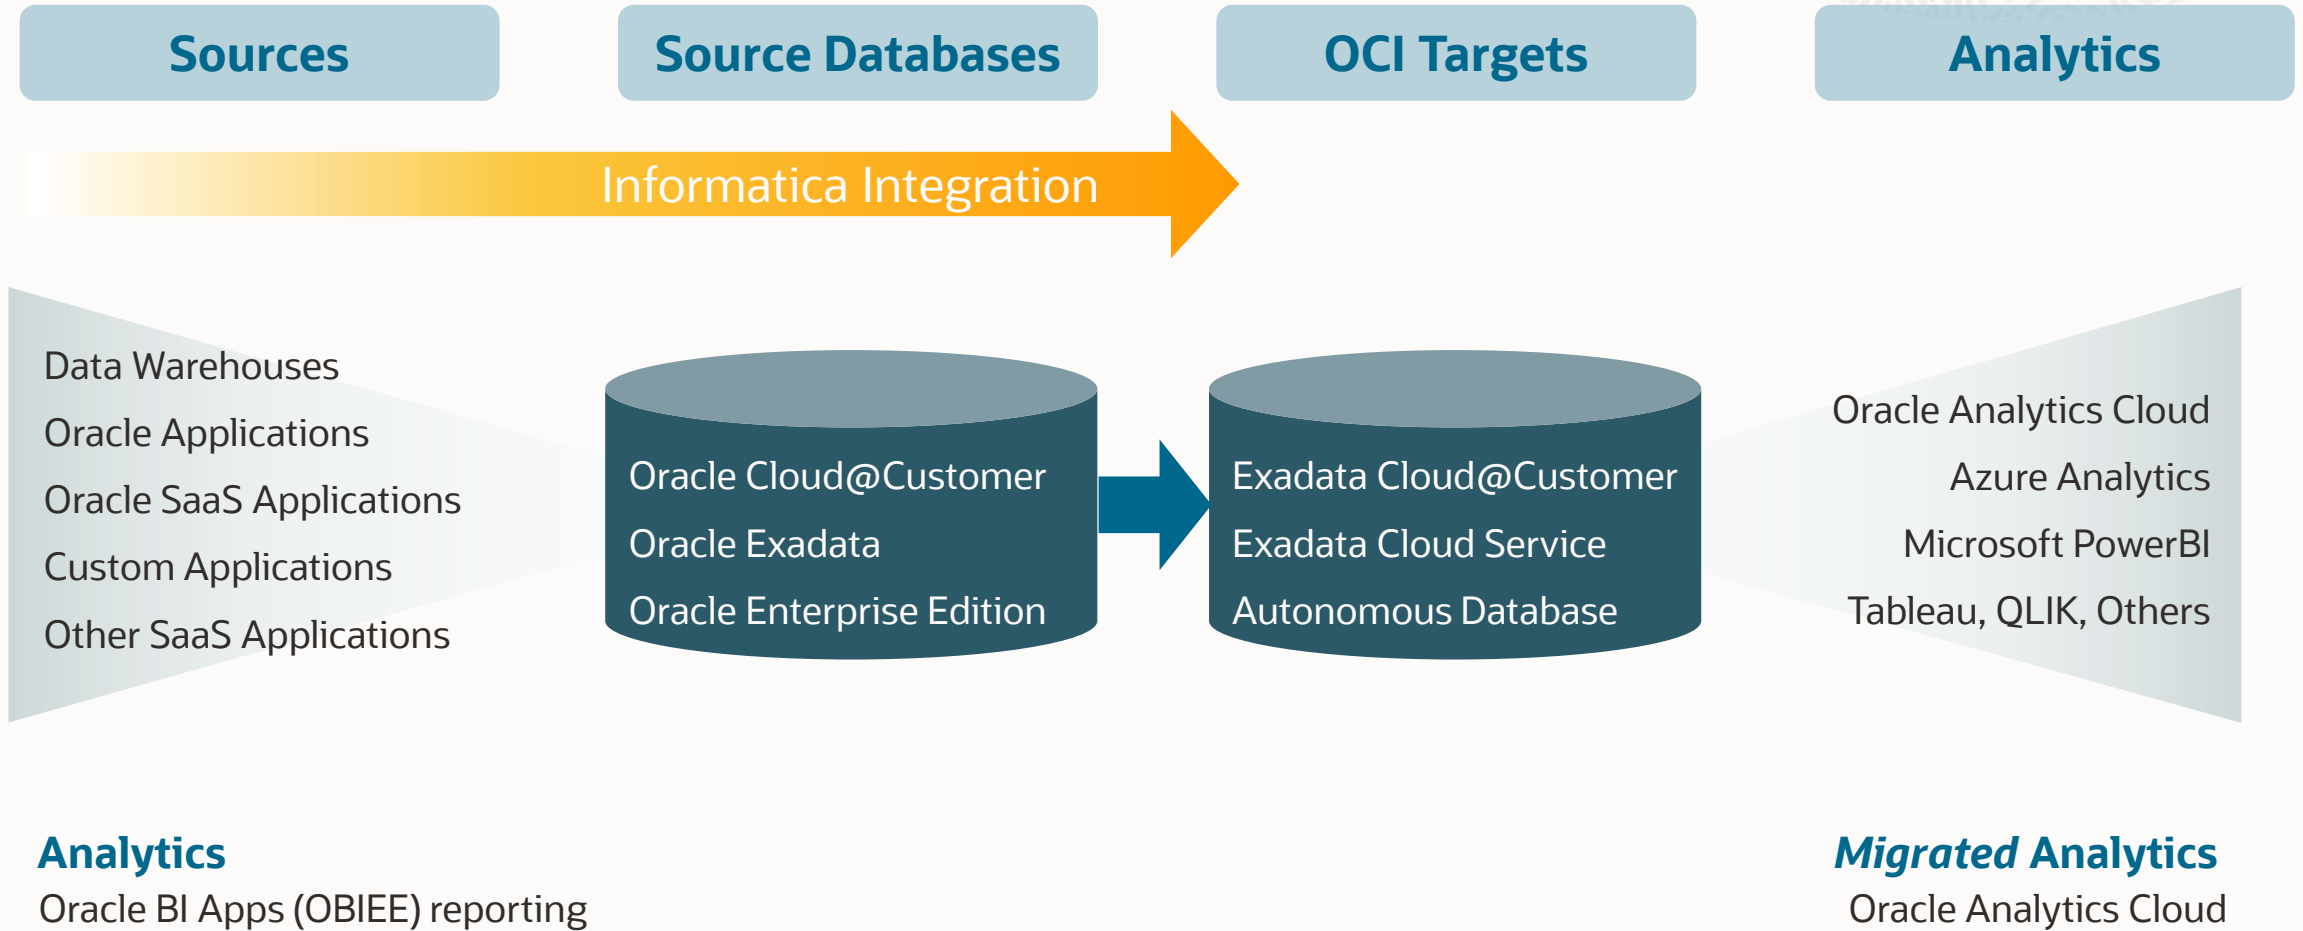 Sources
Source Databases
OCI Targets
Analytics
Informatica Integration
Data Warehouses
Oracle Applications
Oracle SaaS Applications
Custom Applications
Other SaaS Applications
Oracle Cloud@Customer
Oracle Exadata
Oracle Enterprise Edition
Exadata Cloud@Customer
Exadata Cloud Service
Autonomous Database
Oracle Analytics Cloud
Azure Analytics
Microsoft PowerBI
Tableau, QLIK, Others
Analytics
Oracle BI Apps (OBIEE) reporting
Migrated Analytics
Oracle Analytics Cloud